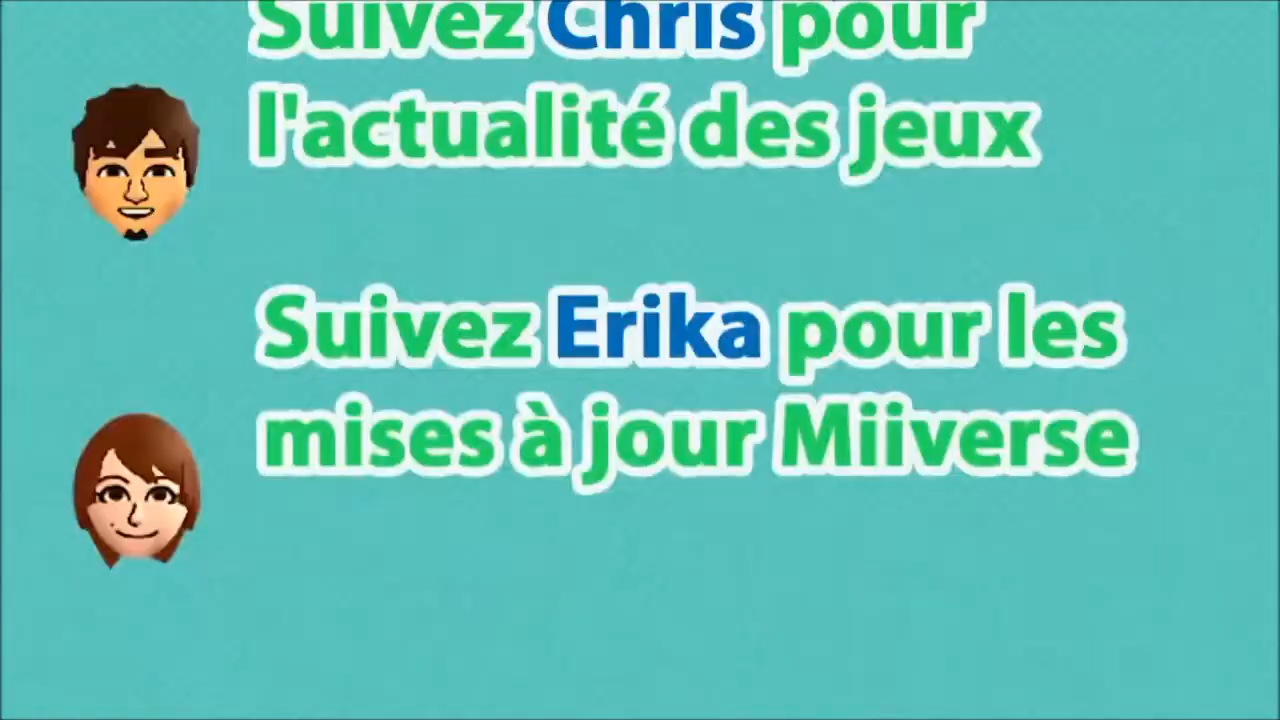 Suivez Chris pour
l'actualité des jeux
Suivez Erika pour les
mises à jour Miiverse